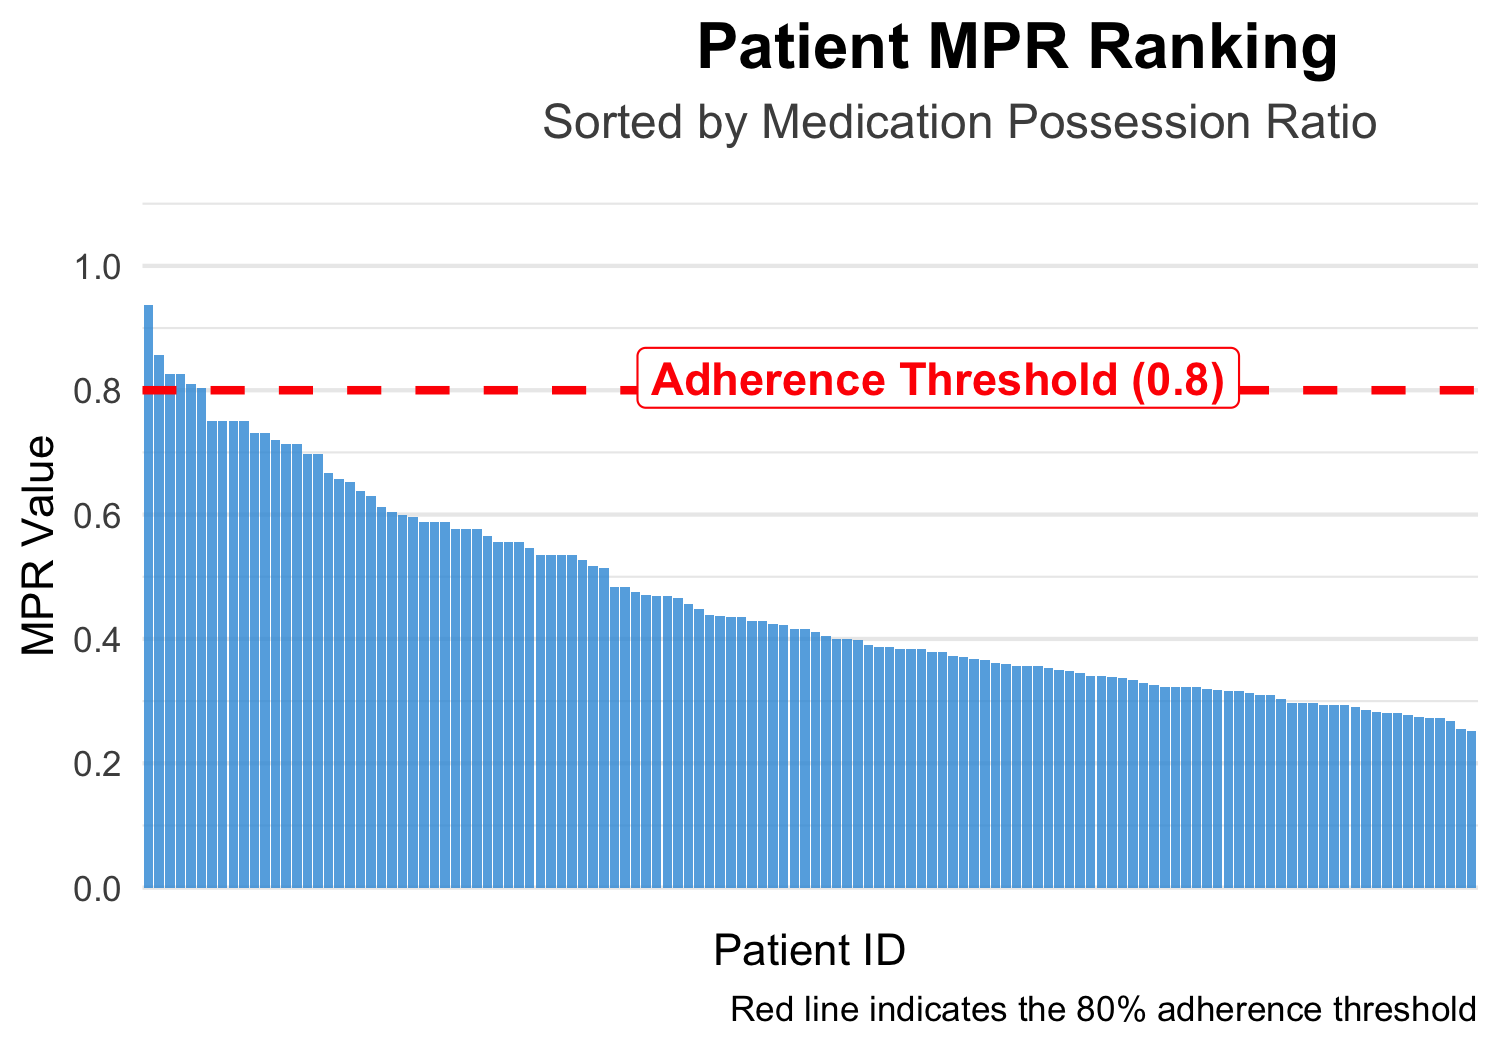 Patient MPR Ranking
Sorted by Medication Possession Ratio
1.0
Adherence Threshold (0.8)
0.8
0.6
0.4
0.2
0.0
MPR Value
Patient ID
Red line indicates the 80% adherence threshold